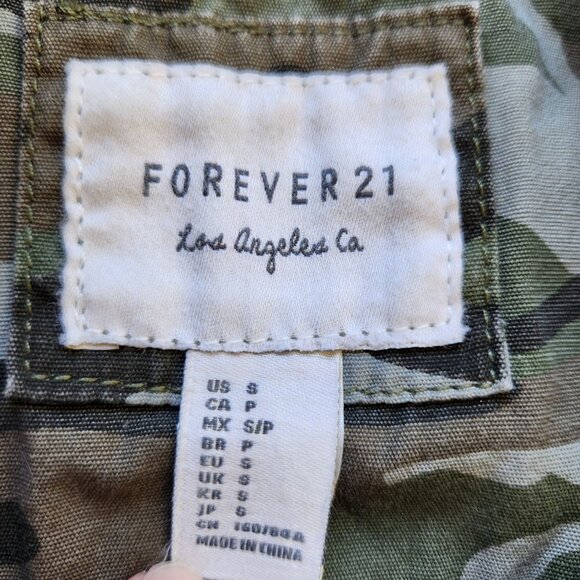 FOREVER 21
Los Angeles Ca
US S
CA P
MX S/P
BR P
EU S
UK S
KR S
JP S
CN 160/84A
MADE IN CHINA